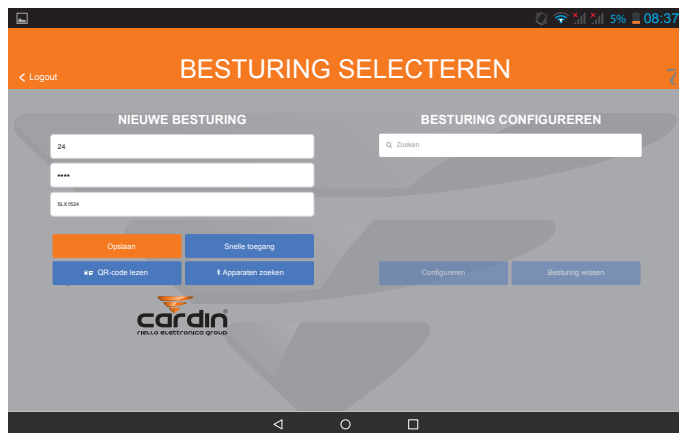 5% 08:37
Logout
BESTURING SELECTEREN
NIEUWE BESTURING
24
••••
SLX1524
Opslaan
Snelle toegang
QR-code lezen
Apparaten zoeken
cardin®
riello elettronica group
BESTURING CONFIGUREREN
Zoeken
Configureren
Besturing wissen